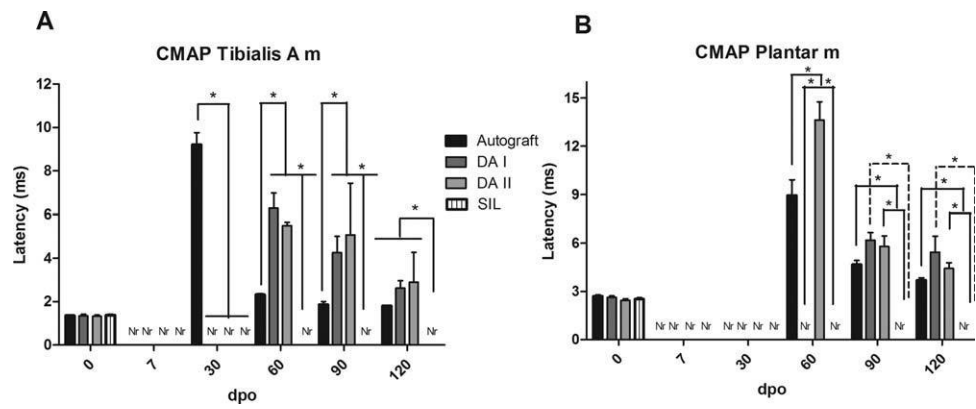 A
CMAP Tibialis A m
12
10
8
6
4
2
0
Latency (ms)
* * * * * *
Nr Nr Nr Nr Nr Nr Nr Nr Nr Nr
0 7 30 60 90 120
dpo
Autograft
DA I
DA II
SIL
B
CMAP Plantar m
15
12
9
6
3
0
Latency (ms)
* * * * * * * * *
Nr Nr Nr Nr Nr Nr Nr Nr Nr Nr Nr Nr
0 7 30 60 90 120
dpo